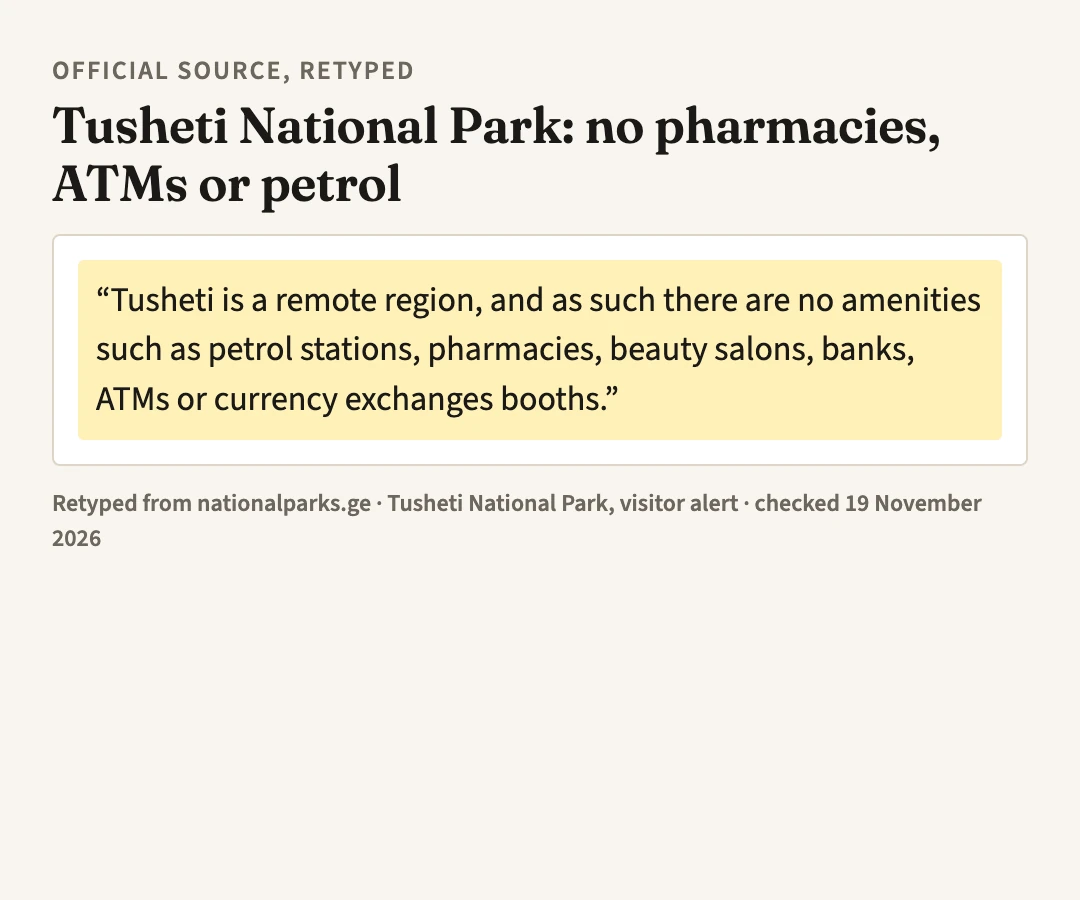 OFFICIAL SOURCE, RETYPED
Tusheti National Park: no pharmacies,
ATMs or petrol
“Tusheti is a remote region, and as such there are no amenities
such as petrol stations, pharmacies, beauty salons, banks,
ATMs or currency exchanges booths.”
Retyped from nationalparks.ge · Tusheti National Park, visitor alert · checked 19 November
2026